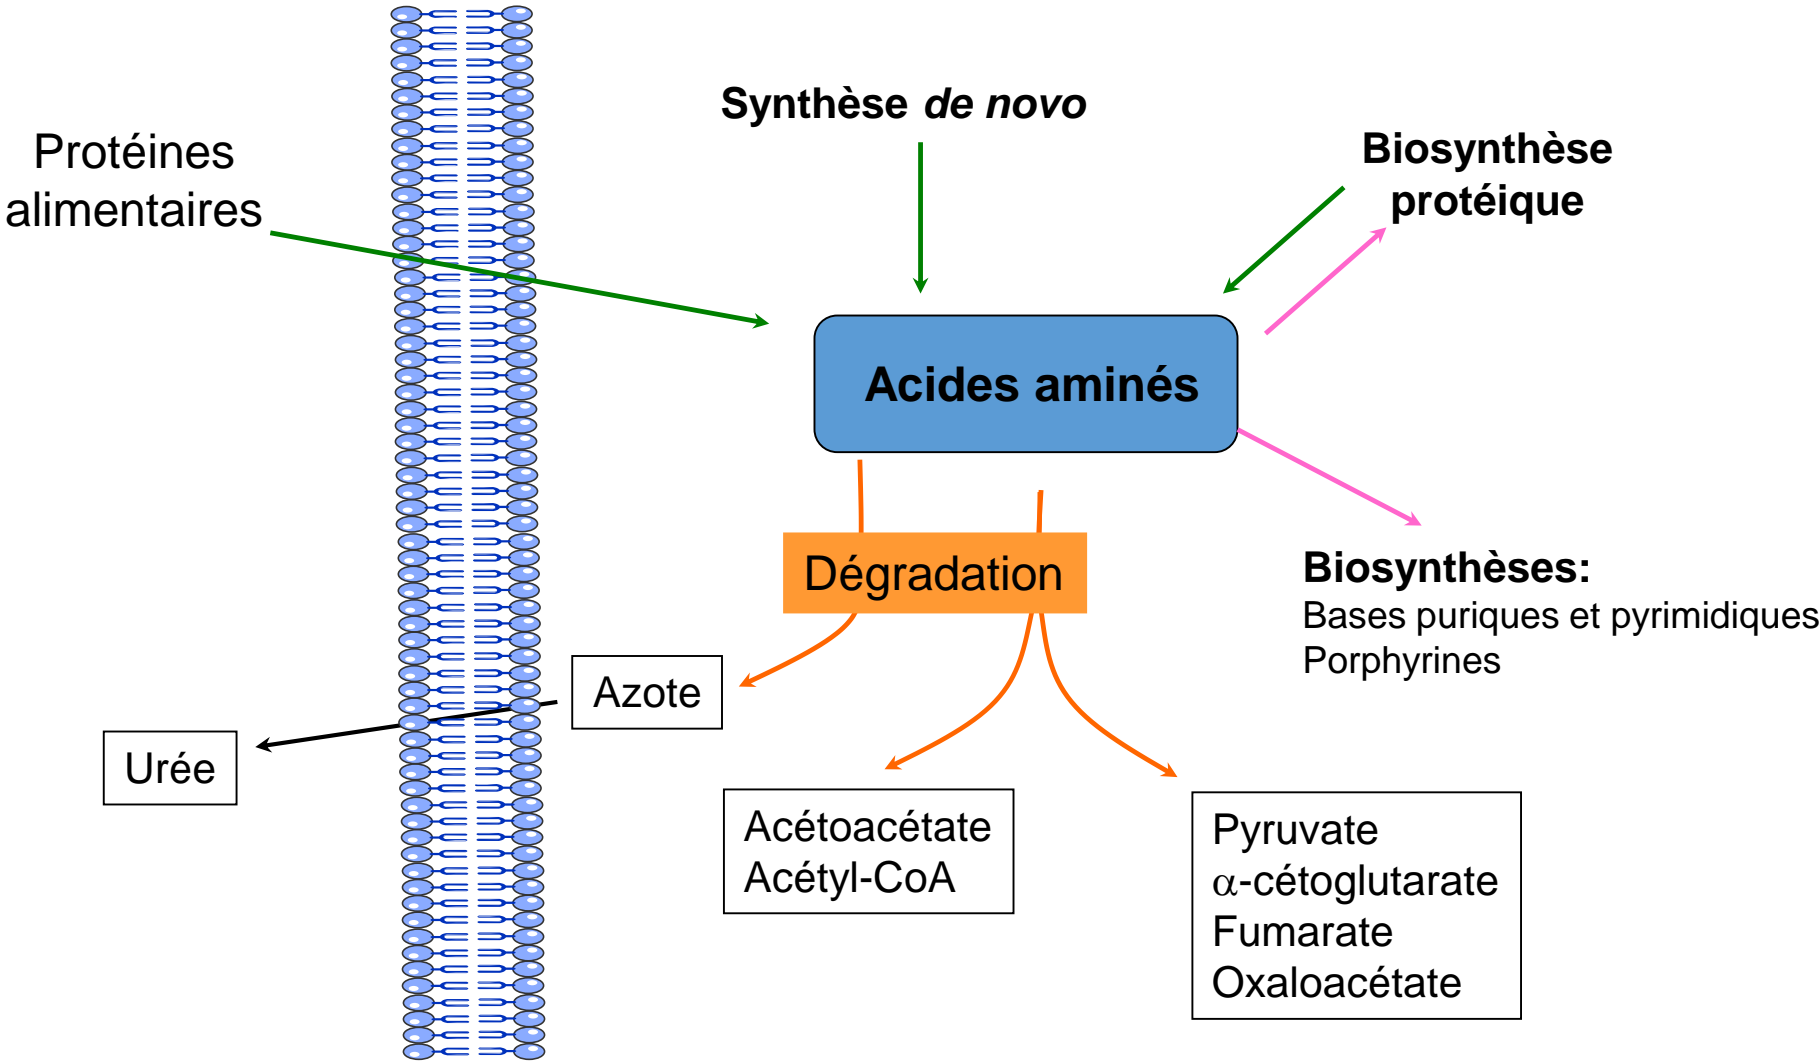 Synthèse de novo
Protéines
alimentaires
Biosynthèse
protéique
Acides aminés
Dégradation
Biosynthèses:
Bases puriques et pyrimidiques
Porphyrines
Azote
Urée
Acétoacétate
Acétyl-CoA
Pyruvate
α-cétoglutarate
Fumarate
Oxaloacétate